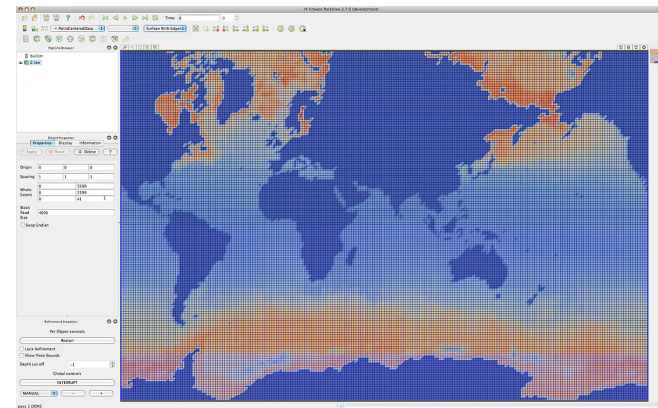 Kitware ParaView 3.7.0 (development)
Time: 0
0
PointCenteredData
Surface With Edges
Pipeline Browser
builtin:
Object Inspector
Properties Display Information
Apply Reset Delete ?
Origin 0 0 0
Spacing 1 1 1
Whole Extent
0 3599
0 2399
0 41
Block Read Size 4096
Swap Endian
Refinement Inspector
Per Object controls
Restart
Lock Refinement
Show Piece Bounds
Depth cut off -1
Global controls
INTERRUPT
MANUAL - +
pass 1 DONE